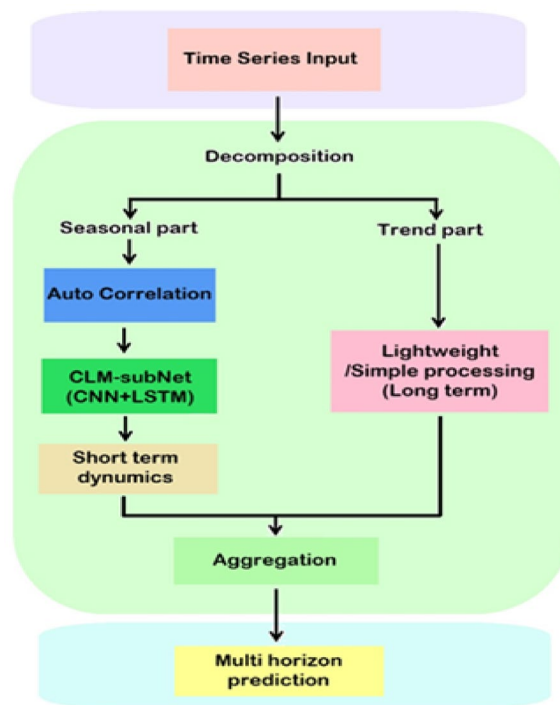 Time Series Input
Decomposition
Seasonal part
Trend part
Auto Correlation
Lightweight
/Simple processing
(Long term)
CLM-subNet
(CNN+LSTM)
Short term
dynumics
Aggregation
Multi horizon
prediction